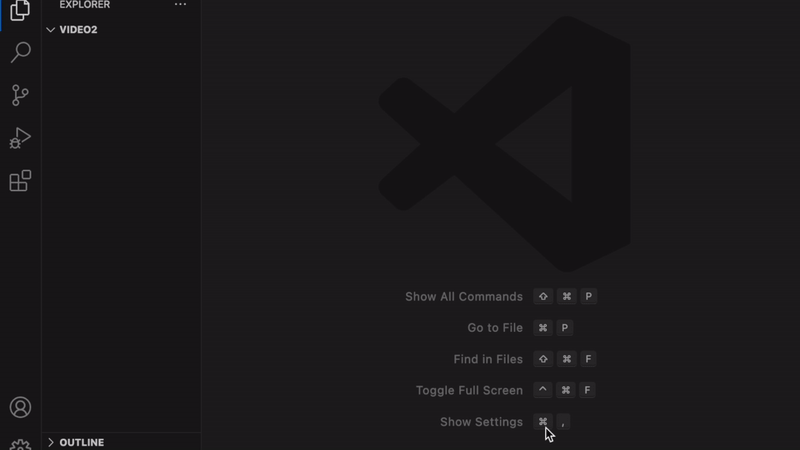 EXPLORER ...
VIDEO2
Show All Commands ⇧ ⌘ P
Go to File ⌘ P
Find in Files ⇧ ⌘ F
Toggle Full Screen ^ ⌘ F
Show Settings ⌘ ,
OUTLINE